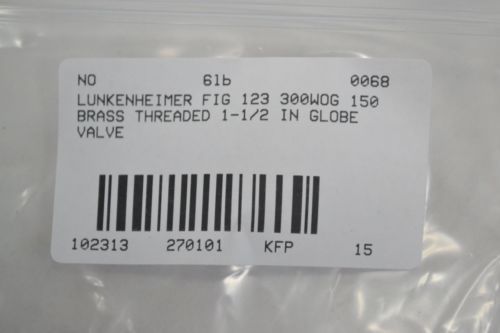 NO 6lb 0068
LUNKENHEIMER FIG 123 300WOG 150
BRASS THREADED 1-1/2 IN GLOBE
VALVE
102313 270101 KFP 15